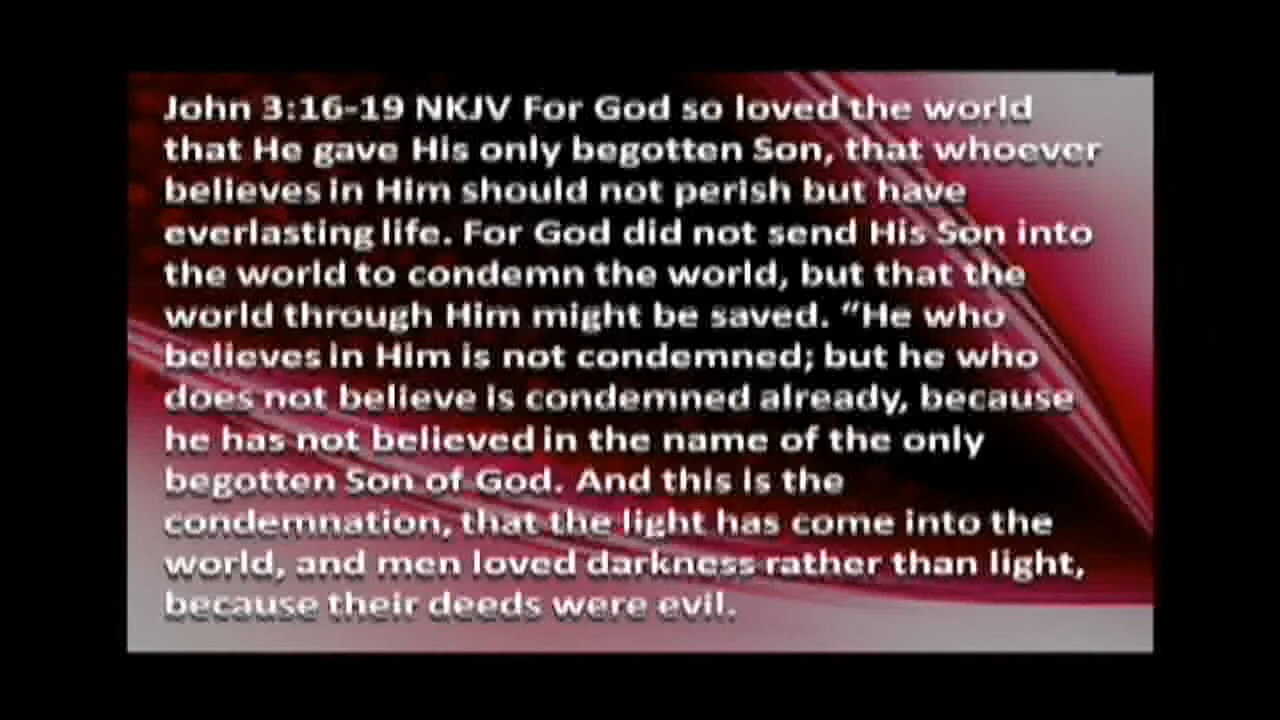 John 3:16-19 NKJV For God so loved the world
that He gave His only begotten Son, that whoever
believes in Him should not perish but have
everlasting life. For God did not send His Son into
the world to condemn the world, but that the
world through Him might be saved. “He who
believes in Him is not condemned; but he who
does not believe is condemned already, because
he has not believed in the name of the only
begotten Son of God. And this is the
condemnation, that the light has come into the
world, and men loved darkness rather than light,
because their deeds were evil.